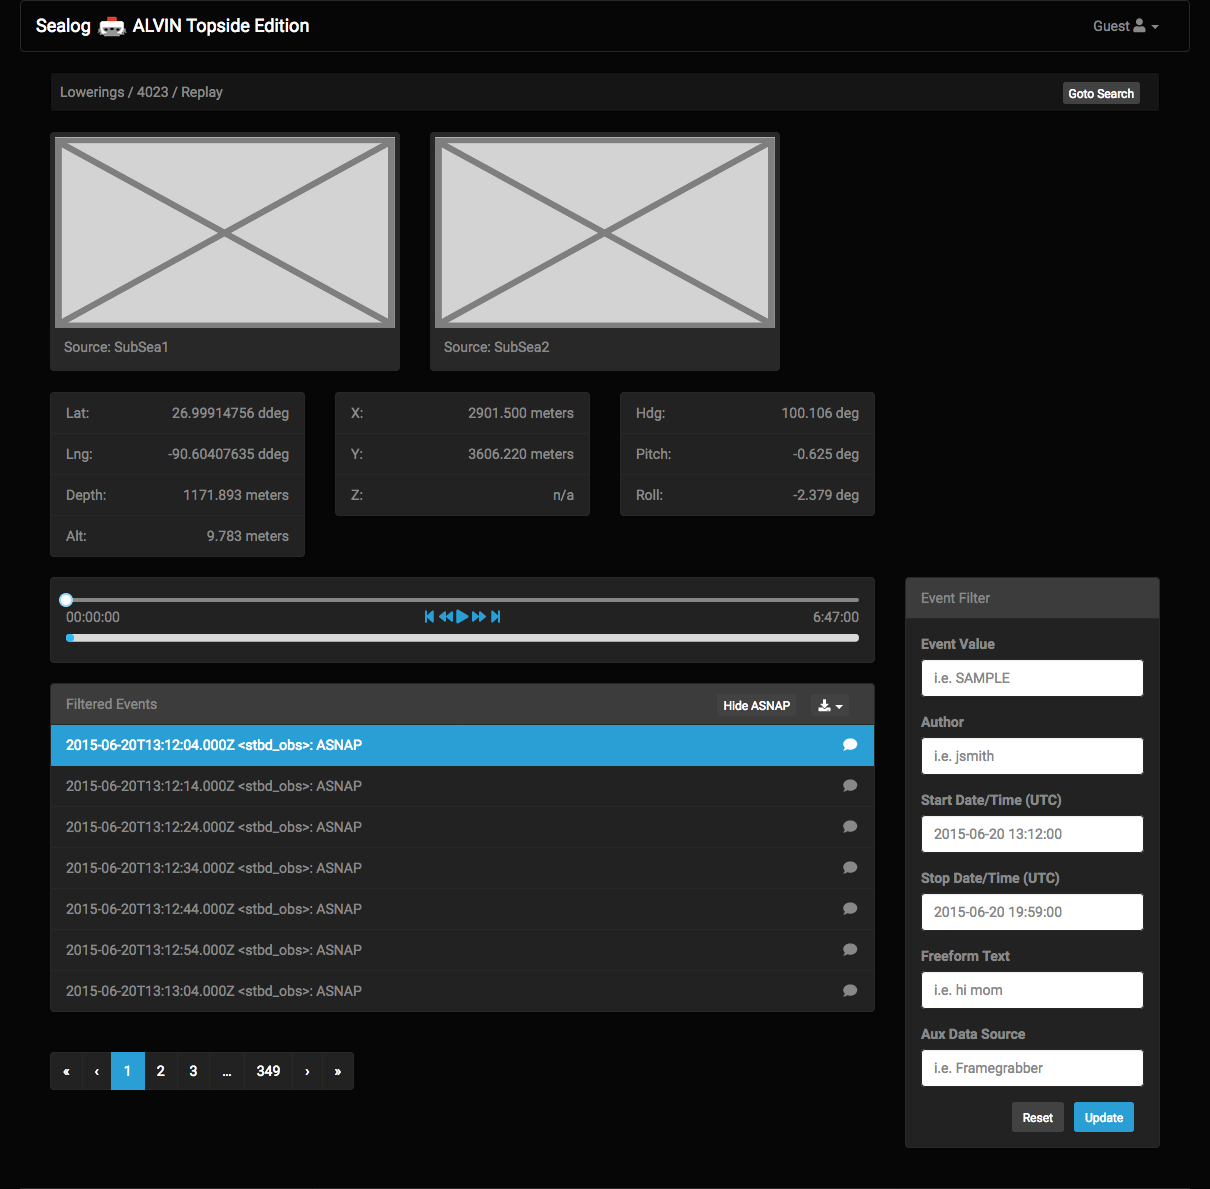 Sealog ALVIN Topside Edition
Guest
Lowerings / 4023 / Replay
Goto Search
Source: SubSea1
Source: SubSea2
Lat: 26.99914756 ddeg
Lng: -90.60407635 ddeg
Depth: 1171.893 meters
Alt: 9.783 meters
X: 2901.500 meters
Y: 3606.220 meters
Z: n/a
Hdg: 100.106 deg
Pitch: -0.625 deg
Roll: -2.379 deg
00:00:00
6:47:00
Filtered Events
Hide ASNAP
2015-06-20T13:12:04.000Z <stbd_obs>: ASNAP
2015-06-20T13:12:14.000Z <stbd_obs>: ASNAP
2015-06-20T13:12:24.000Z <stbd_obs>: ASNAP
2015-06-20T13:12:34.000Z <stbd_obs>: ASNAP
2015-06-20T13:12:44.000Z <stbd_obs>: ASNAP
2015-06-20T13:12:54.000Z <stbd_obs>: ASNAP
2015-06-20T13:13:04.000Z <stbd_obs>: ASNAP
« ‹ 1 2 3 ... 349 › »
Event Filter
Event Value
i.e. SAMPLE
Author
i.e. jsmith
Start Date/Time (UTC)
2015-06-20 13:12:00
Stop Date/Time (UTC)
2015-06-20 19:59:00
Freeform Text
i.e. hi mom
Aux Data Source
i.e. Framegrabber
Reset
Update